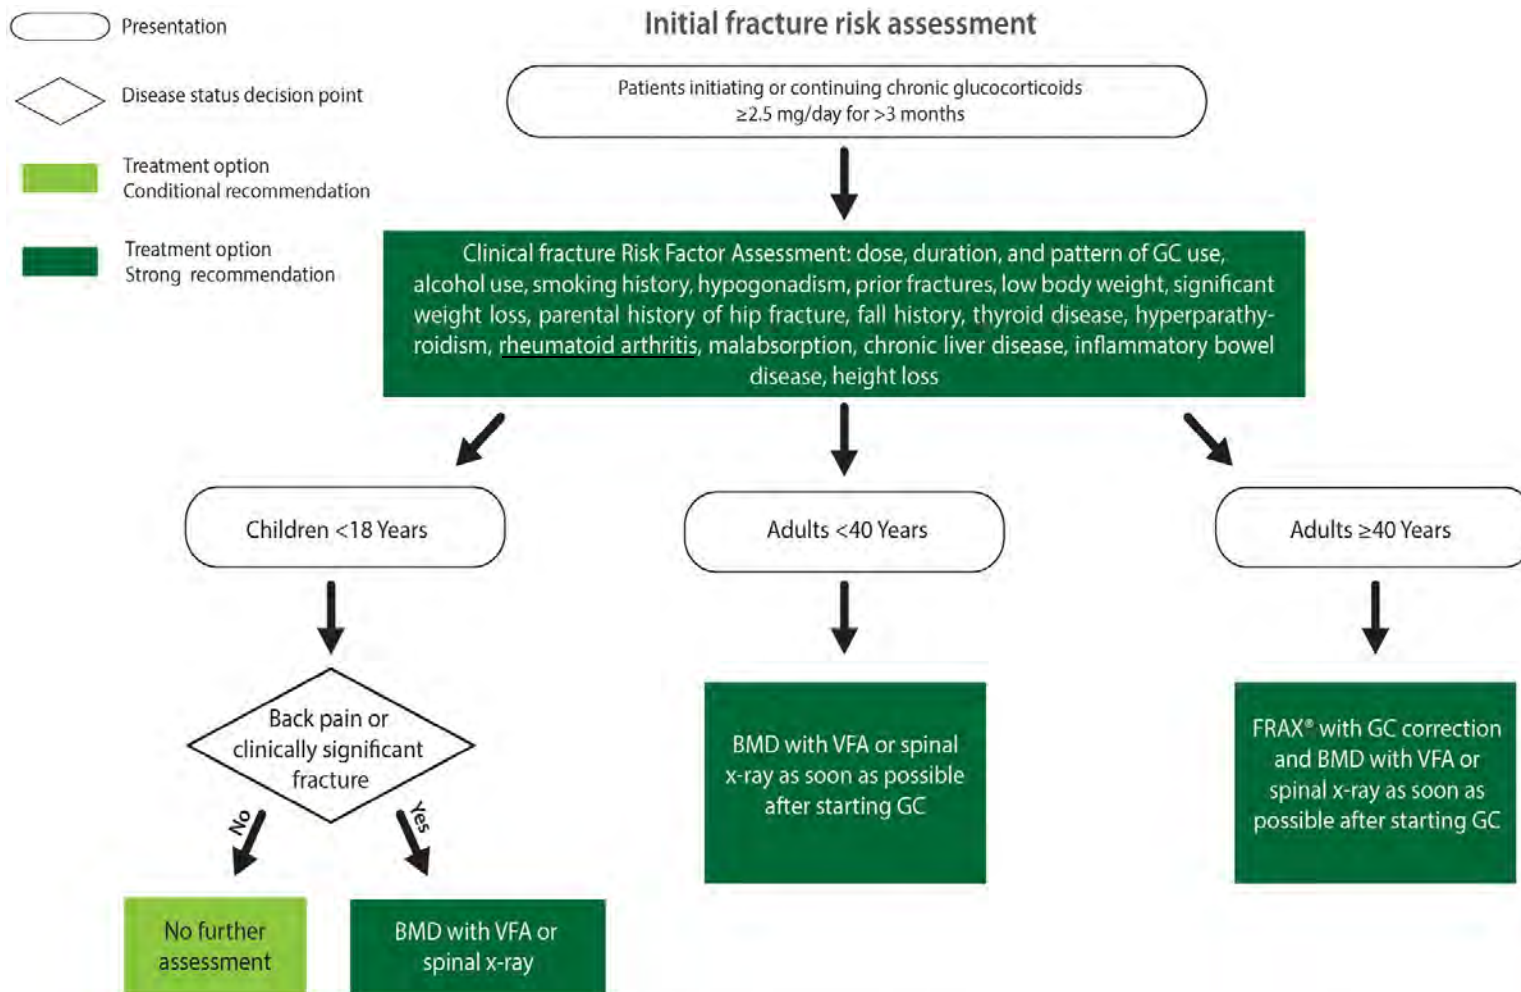 Initial fracture risk assessment
Presentation
Disease status decision point
Treatment option
Conditional recommendation
Treatment option
Strong recommendation
Patients initiating or continuing chronic glucocorticoids
≥2.5 mg/day for >3 months
Clinical fracture Risk Factor Assessment: dose, duration, and pattern of GC use,
alcohol use, smoking history, hypogonadism, prior fractures, low body weight, significant
weight loss, parental history of hip fracture, fall history, thyroid disease, hyperparathy-
roidism, rheumatoid arthritis, malabsorption, chronic liver disease, inflammatory bowel
disease, height loss
Children <18 Years
Adults <40 Years
Adults ≥40 Years
Back pain or
clinically significant
fracture
No
Yes
No further
assessment
BMD with VFA or
spinal x-ray
BMD with VFA or spinal
x-ray as soon as possible
after starting GC
FRAX® with GC correction
and BMD with VFA or
spinal x-ray as soon as
possible after starting GC